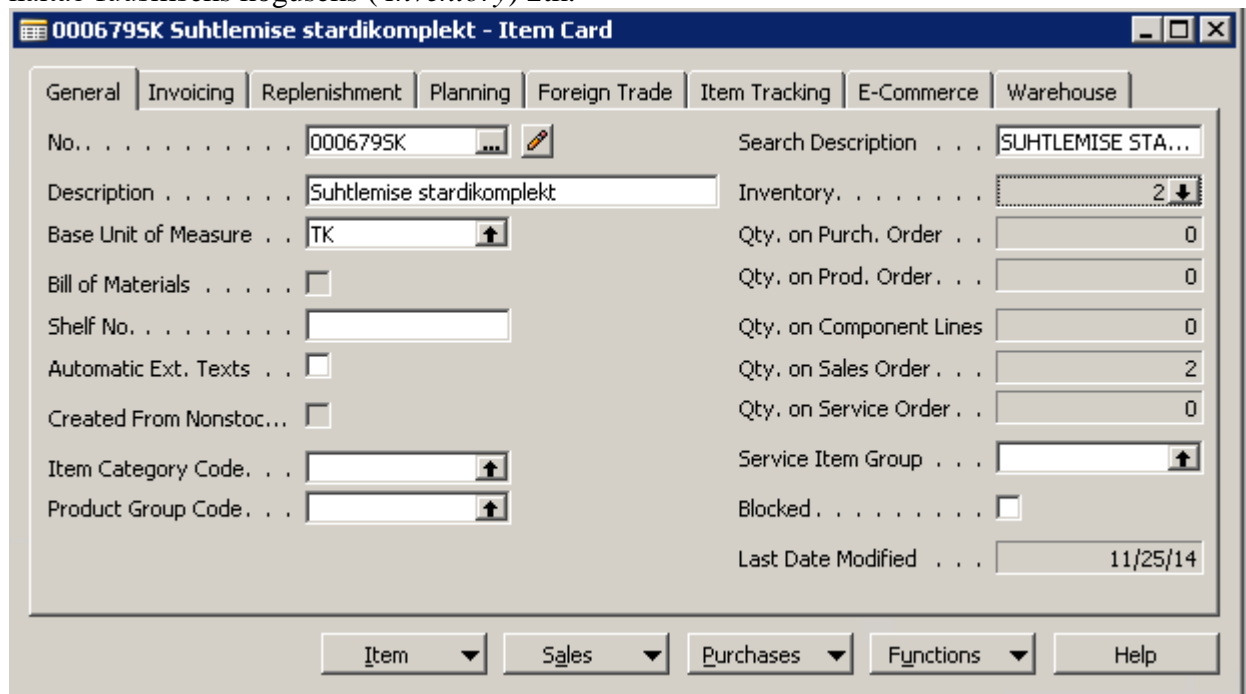 (Inventory) 2tk.
000679SK Suhtlemise stardikomplekt - Item Card
General Invoicing Replenishment Planning Foreign Trade Item Tracking E-Commerce Warehouse
No.. . . . . . . . . . . 000679SK ... Search Description . . . SUHTLEMISE STA...
Description . . . . . . . Suhtlemise stardikomplekt Inventory. . . . . . . . 2
Base Unit of Measure . . TK Qty. on Purch. Order . . 0
Bill of Materials . . . . . Qty. on Prod. Order. . . 0
Shelf No. . . . . . . . . Qty. on Component Lines 0
Automatic Ext. Texts . . Qty. on Sales Order . . . 2
Created From Nonstoc... Qty. on Service Order . . 0
Item Category Code. . . Service Item Group . . .
Product Group Code. . . Blocked. . . . . . . . .
Last Date Modified . . . 11/25/14
Item Sales Purchases Functions Help